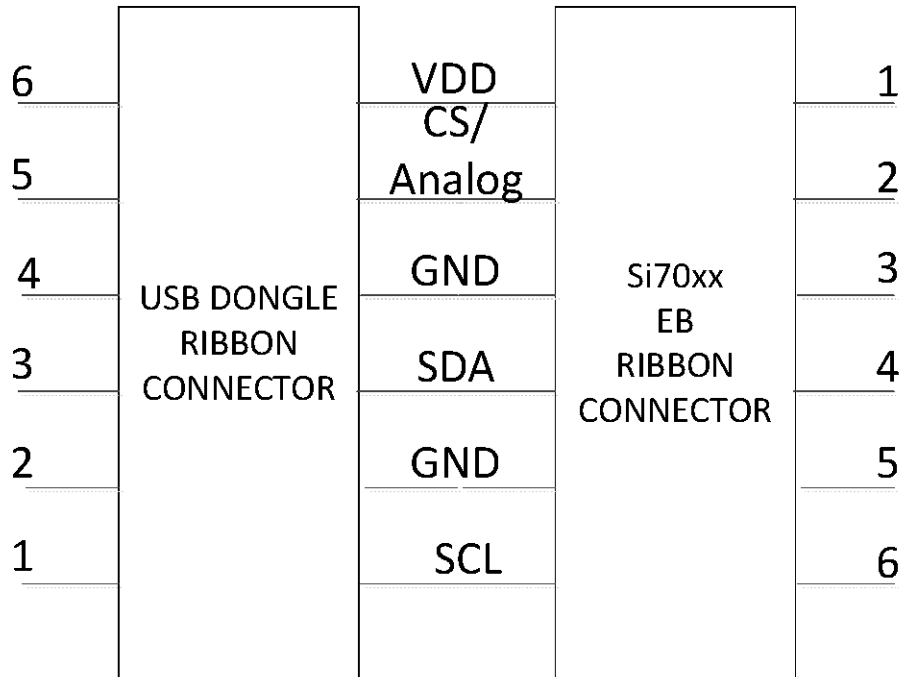 6 VDD 1
CS/
5 Analog 2
4 GND 3
USB DONGLE
RIBBON
CONNECTOR
Si70xx
EB
RIBBON
CONNECTOR
3 SDA 4
2 GND 5
1 SCL 6